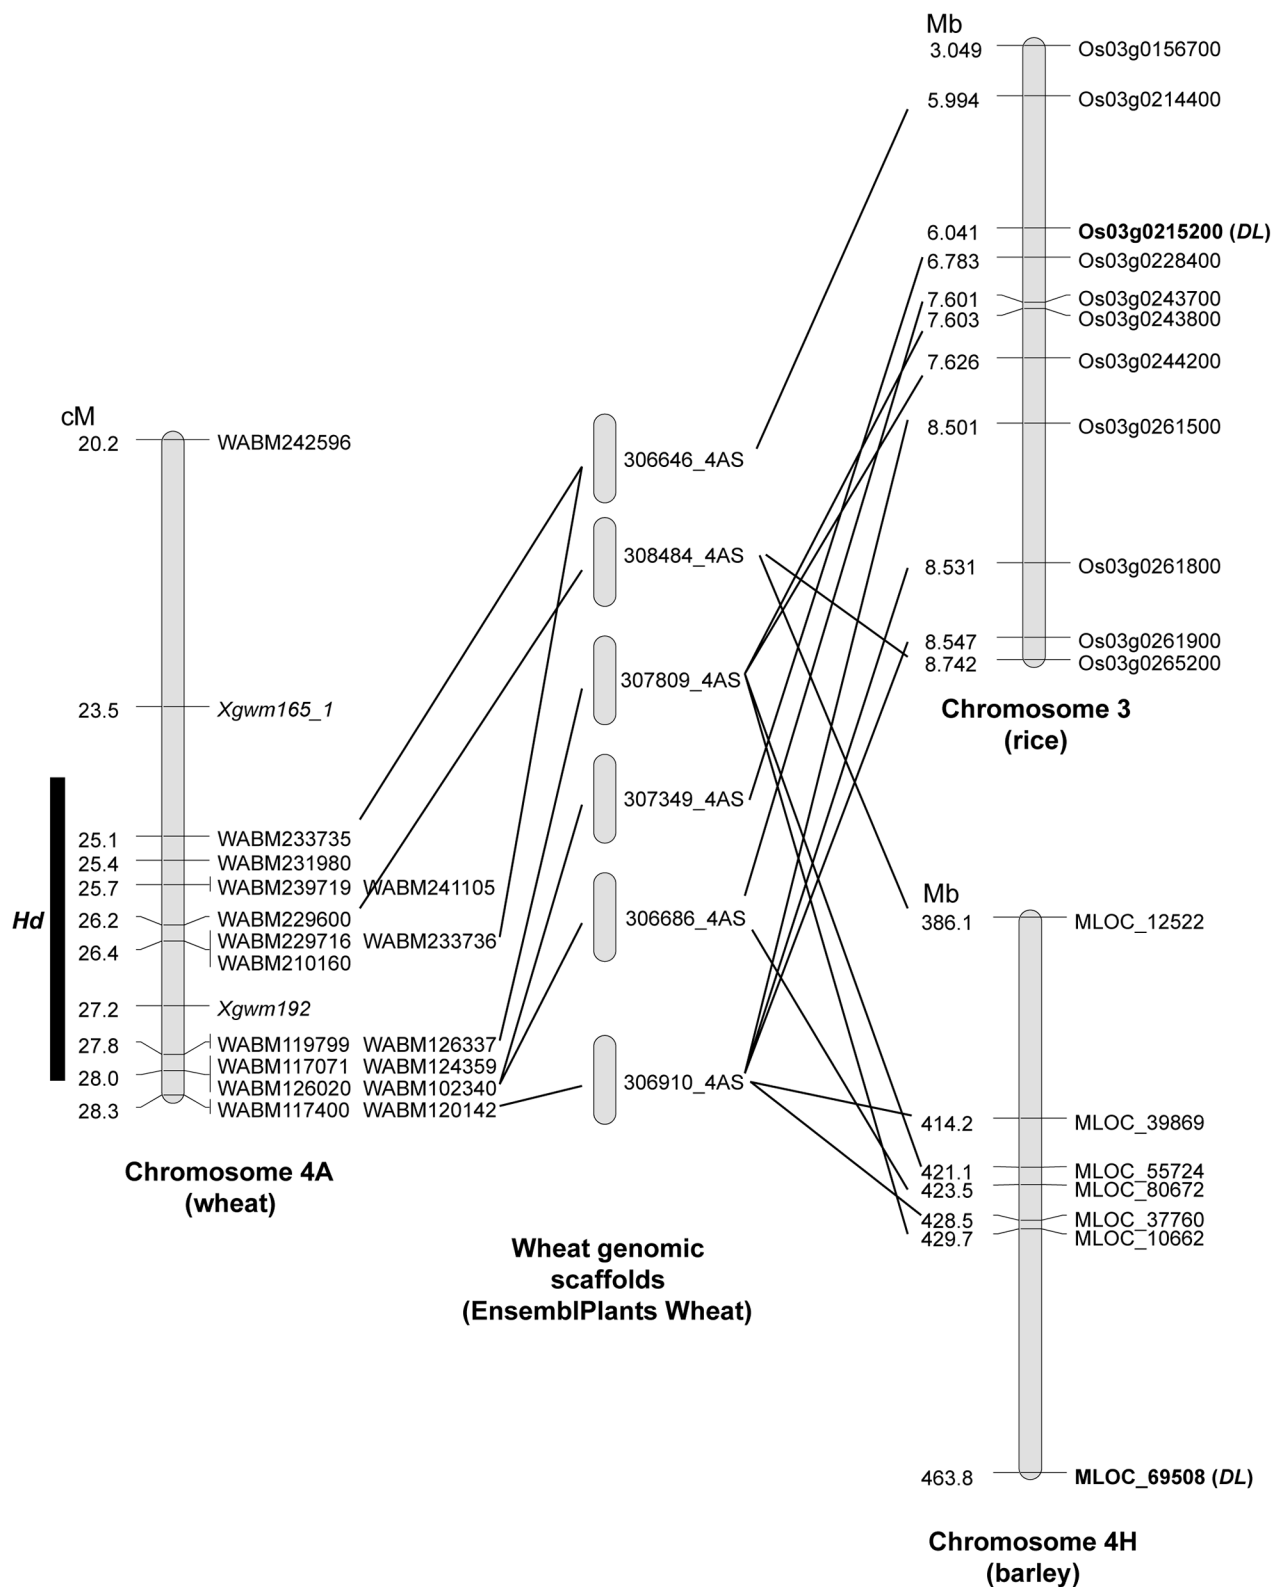 cM
20.2 WABM242596
23.5 Xgwm165_1
25.1 WABM233735
25.4 WABM231980
25.7 WABM239719 WABM241105
Hd
26.2 WABM229600
26.4 WABM229716 WABM233736
WABM210160
27.2 Xgwm192
27.8 WABM119799 WABM126337
28.0 WABM117071 WABM124359
WABM126020 WABM102340
28.3 WABM117400 WABM120142
Chromosome 4A
(wheat)
306646_4AS
308484_4AS
307809_4AS
307349_4AS
306686_4AS
306910_4AS
Wheat genomic
scaffolds
(EnsemblPlants Wheat)
Mb
3.049 Os03g0156700
5.994 Os03g0214400
6.041 Os03g0215200 (DL)
6.783 Os03g0228400
7.601 Os03g0243700
7.603 Os03g0243800
7.626 Os03g0244200
8.501 Os03g0261500
8.531 Os03g0261800
8.547 Os03g0261900
8.742 Os03g0265200
Chromosome 3
(rice)
Mb
386.1 MLOC_12522
414.2 MLOC_39869
421.1 MLOC_55724
423.5 MLOC_80672
428.5 MLOC_37760
429.7 MLOC_10662
463.8 MLOC_69508 (DL)
Chromosome 4H
(barley)